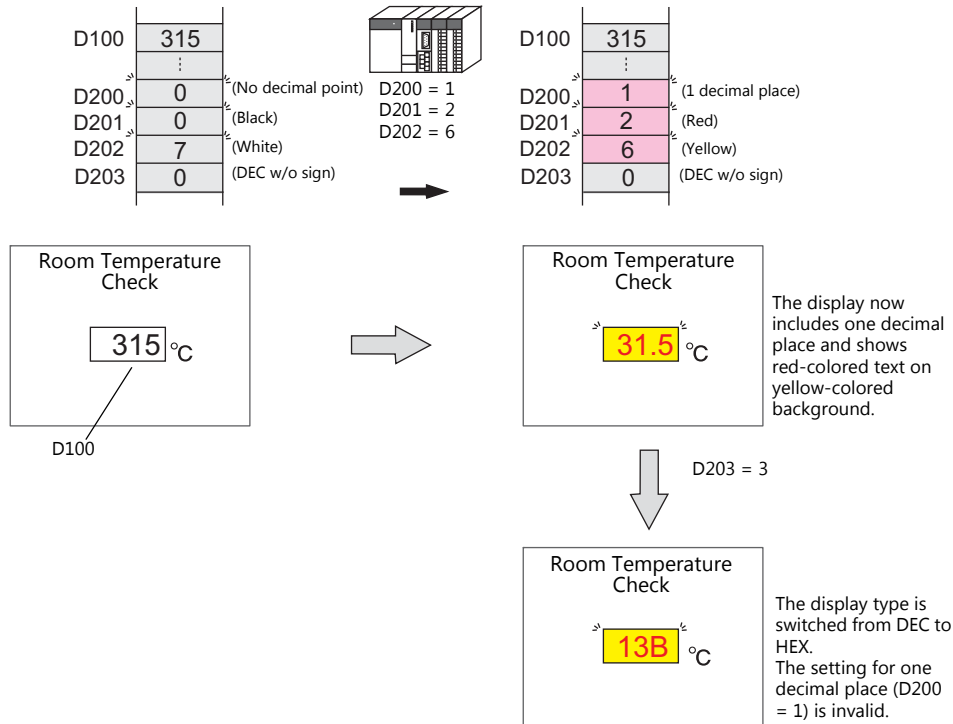 D100 315
⋮
D200 0 (No decimal point)
D201 0 (Black)
D202 7 (White)
D203 0 (DEC w/o sign)
D200 = 1
D201 = 2
D202 = 6
D100 315
⋮
D200 1 (1 decimal place)
D201 2 (Red)
D202 6 (Yellow)
D203 0 (DEC w/o sign)
Room Temperature
Check
315 °C
D100
Room Temperature
Check
31.5 °C
The display now
includes one decimal
place and shows
red-colored text on
yellow-colored
background.
D203 = 3
Room Temperature
Check
13B °C
The display type is
switched from DEC to
HEX.
The setting for one
decimal place (D200
= 1) is invalid.